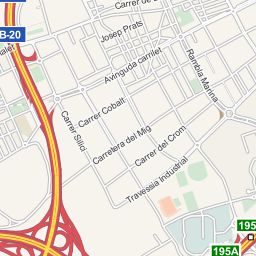 Carrer de
Josep Prats
B-20
Avinguda carrilet
Rambla Marina
Carrer Cobalt
Carrer Silici
Carretera del Mig
Carrer del Crom
Travessia Industrial
195
195A